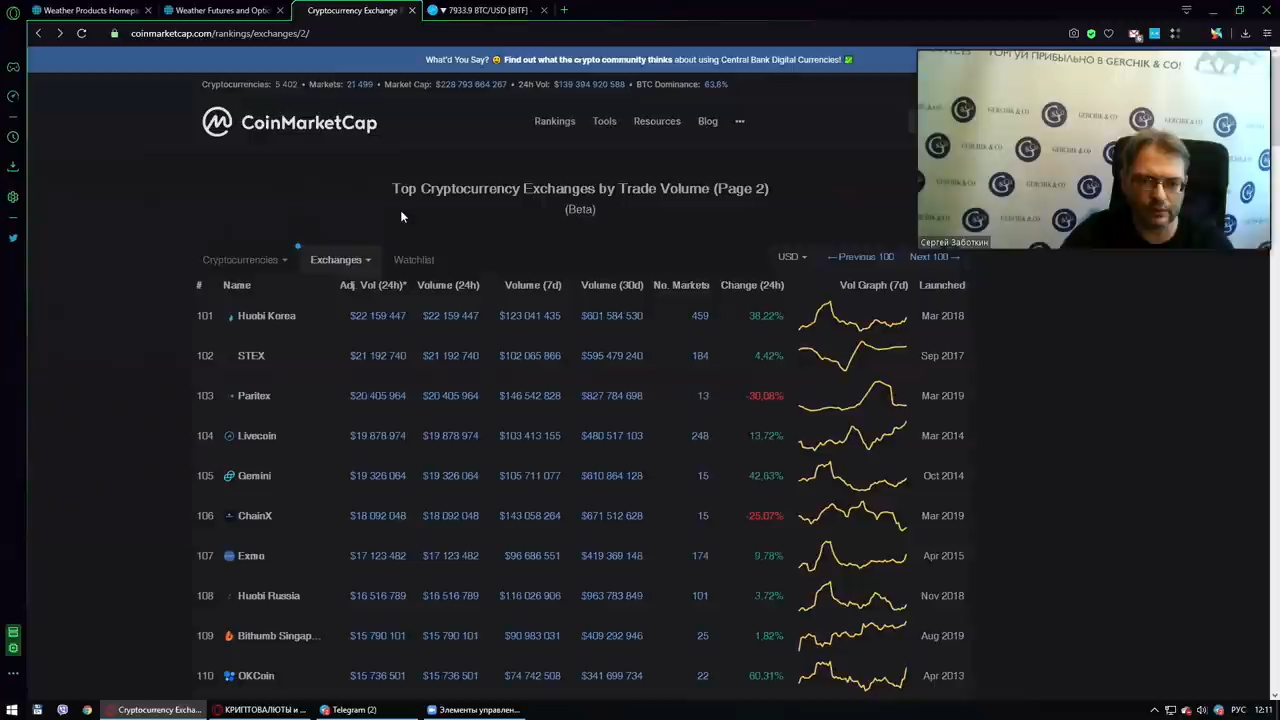 Weather Products Homep
Weather Futures and Optio
Cryptocurrency Exchange
7933.9 BTC/USD [BITF]
coinmarketcap.com/rankings/exchanges/2/
What'd You Say? Find out what the crypto community thinks about using Central Bank Digital Currencies!
Cryptocurrencies: 5 402 • Markets: 21 499 • Market Cap: $228 793 664 267 • 24h Vol: $139 394 920 588 • BTC Dominance: 63,8%
CoinMarketCap
Rankings Tools Resources Blog
Top Cryptocurrency Exchanges by Trade Volume (Page 2)
(Beta)
Cryptocurrencies Exchanges Watchlist USD ← Previous 100 Next 100 →
# Name Adj. Vol (24h)* Volume (24h) Volume (7d) Volume (30d) No. Markets Change (24h) Vol Graph (7d) Launched
101 Huobi Korea $22 159 447 $22 159 447 $123 041 435 $601 584 530 459 38,22% Mar 2018
102 STEX $21 192 740 $21 192 740 $102 065 866 $595 479 240 184 4,42% Sep 2017
103 Paritex $20 405 964 $20 405 964 $146 542 828 $827 784 698 13 -30,08% Mar 2019
104 Livecoin $19 878 974 $19 878 974 $103 413 155 $480 517 103 248 13,72% Mar 2014
105 Gemini $19 326 064 $19 326 064 $105 711 077 $610 864 128 15 42,63% Oct 2014
106 ChainX $18 092 048 $18 092 048 $143 058 264 $671 512 628 15 -25,07% Mar 2019
107 Exmo $17 123 482 $17 123 482 $96 686 551 $419 369 148 174 9,78% Apr 2015
108 Huobi Russia $16 516 789 $16 516 789 $116 026 906 $963 783 849 101 3,72% Nov 2018
109 Bithumb Singap... $15 790 101 $15 790 101 $90 983 031 $409 292 946 25 1,82% Aug 2019
110 OKCoin $15 736 501 $15 736 501 $74 742 508 $341 699 734 22 60,31% Apr 2013
ТОРГУЙ ПРИБЫЛЬНО В GERCHIK & CO!
GERCHIK & CO
GERCHIK & CO
GERCHIK & CO
GERCHIK & CO
GERCHIK & CO
GERCHIK & CO
Сергей Заботкин
Cryptocurrency Excha...
КРИПТОВАЛЮТЫ и ...
Telegram (2)
Элементы управлен...
РУС
12:11